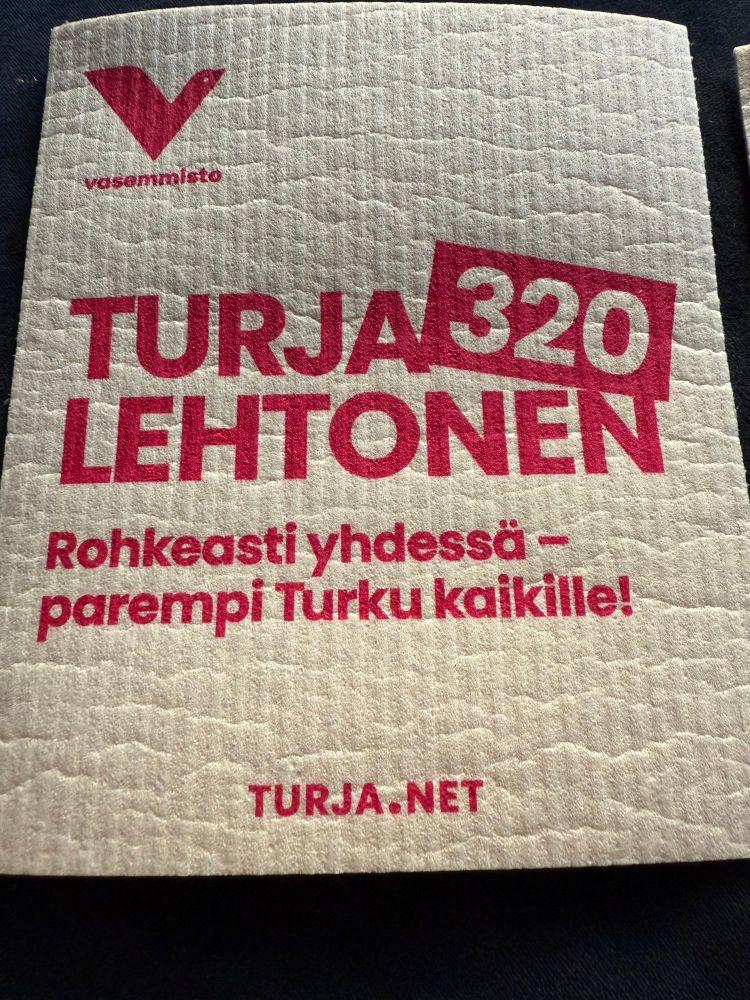 vasemmisto
TURJA 320
LEHTONEN
Rohkeasti yhdessä –
parempi Turku kaikille!
TURJA.NET